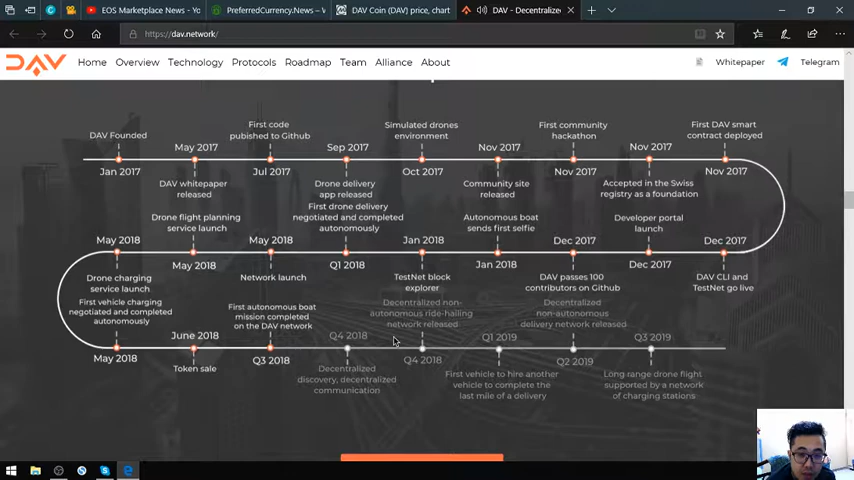 EOS Marketplace News - Yo
PreferredCurrency.News – V
DAV Coin (DAV) price, chart
DAV - Decentralize
https://dav.network/
DAV
Home
Overview
Technology
Protocols
Roadmap
Team
Alliance
About
Whitepaper
Telegram
DAV Founded
Jan 2017
May 2017
DAV whitepaper
released
First code
pubished to Github
Jul 2017
Sep 2017
Drone delivery
app released
Simulated drones
environment
Oct 2017
Nov 2017
Community site
released
First community
hackathon
Nov 2017
Nov 2017
Accepted in the Swiss
registry as a foundation
First DAV smart
contract deployed
Nov 2017
Dec 2017
DAV CLI and
TestNet go live
Developer portal
launch
Dec 2017
Dec 2017
DAV passes 100
contributors on Github
Autonomous boat
sends first selfie
Jan 2018
Jan 2018
TestNet block
explorer
First drone delivery
negotiated and completed
autonomously
Q1 2018
May 2018
Network launch
Drone flight planning
service launch
May 2018
May 2018
Drone charging
service launch
First vehicle charging
negotiated and completed
autonomously
May 2018
June 2018
Token sale
First autonomous boat
mission completed
on the DAV network
Q3 2018
Q4 2018
Decentralized
discovery, decentralized
communication
Decentralized non-
autonomous ride-hailing
network released
Q4 2018
Q1 2019
First vehicle to hire another
vehicle to complete the
last mile of a delivery
Decentralized
non-autonomous
delivery network released
Q2 2019
Q3 2019
Long range drone flight
supported by a network
of charging stations